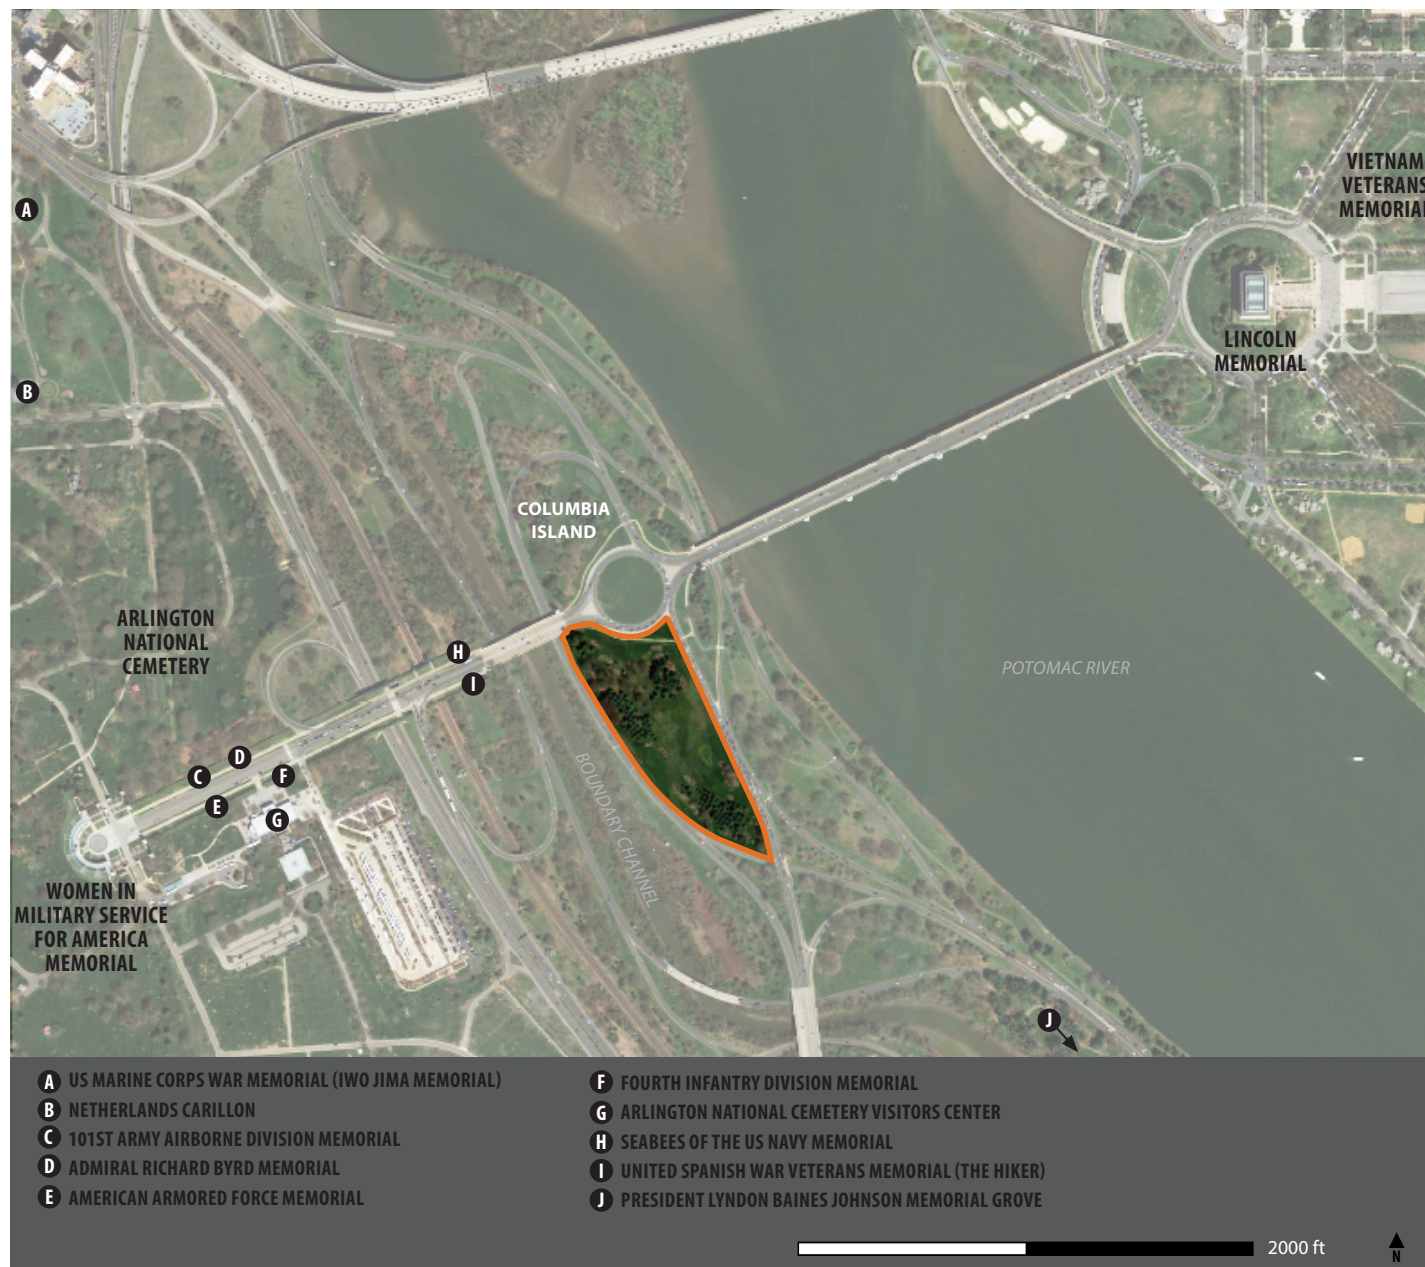 VIETNAM
VETERANS
MEMORIAL
A
LINCOLN
MEMORIAL
B
COLUMBIA
ISLAND
ARLINGTON
NATIONAL
CEMETERY
H
I
POTOMAC RIVER
D
C
F
E
G
BOUNDARY CHANNEL
WOMEN IN
MILITARY SERVICE
FOR AMERICA
MEMORIAL
J
A US MARINE CORPS WAR MEMORIAL (IWO JIMA MEMORIAL)
B NETHERLANDS CARILLON
C 101ST ARMY AIRBORNE DIVISION MEMORIAL
D ADMIRAL RICHARD BYRD MEMORIAL
E AMERICAN ARMORED FORCE MEMORIAL
F FOURTH INFANTRY DIVISION MEMORIAL
G ARLINGTON NATIONAL CEMETERY VISITORS CENTER
H SEABEES OF THE US NAVY MEMORIAL
I UNITED SPANISH WAR VETERANS MEMORIAL (THE HIKER)
J PRESIDENT LYNDON BAINES JOHNSON MEMORIAL GROVE
2000 ft
N